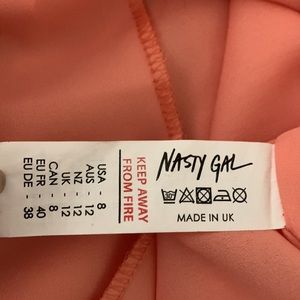 NASTY GAL
MADE IN UK
KEEP AWAY
FROM FIRE
USA - 8
AUS - 12
NZ - 12
UK - 12
CAN - 8
EU FR - 40
EU DE - 38